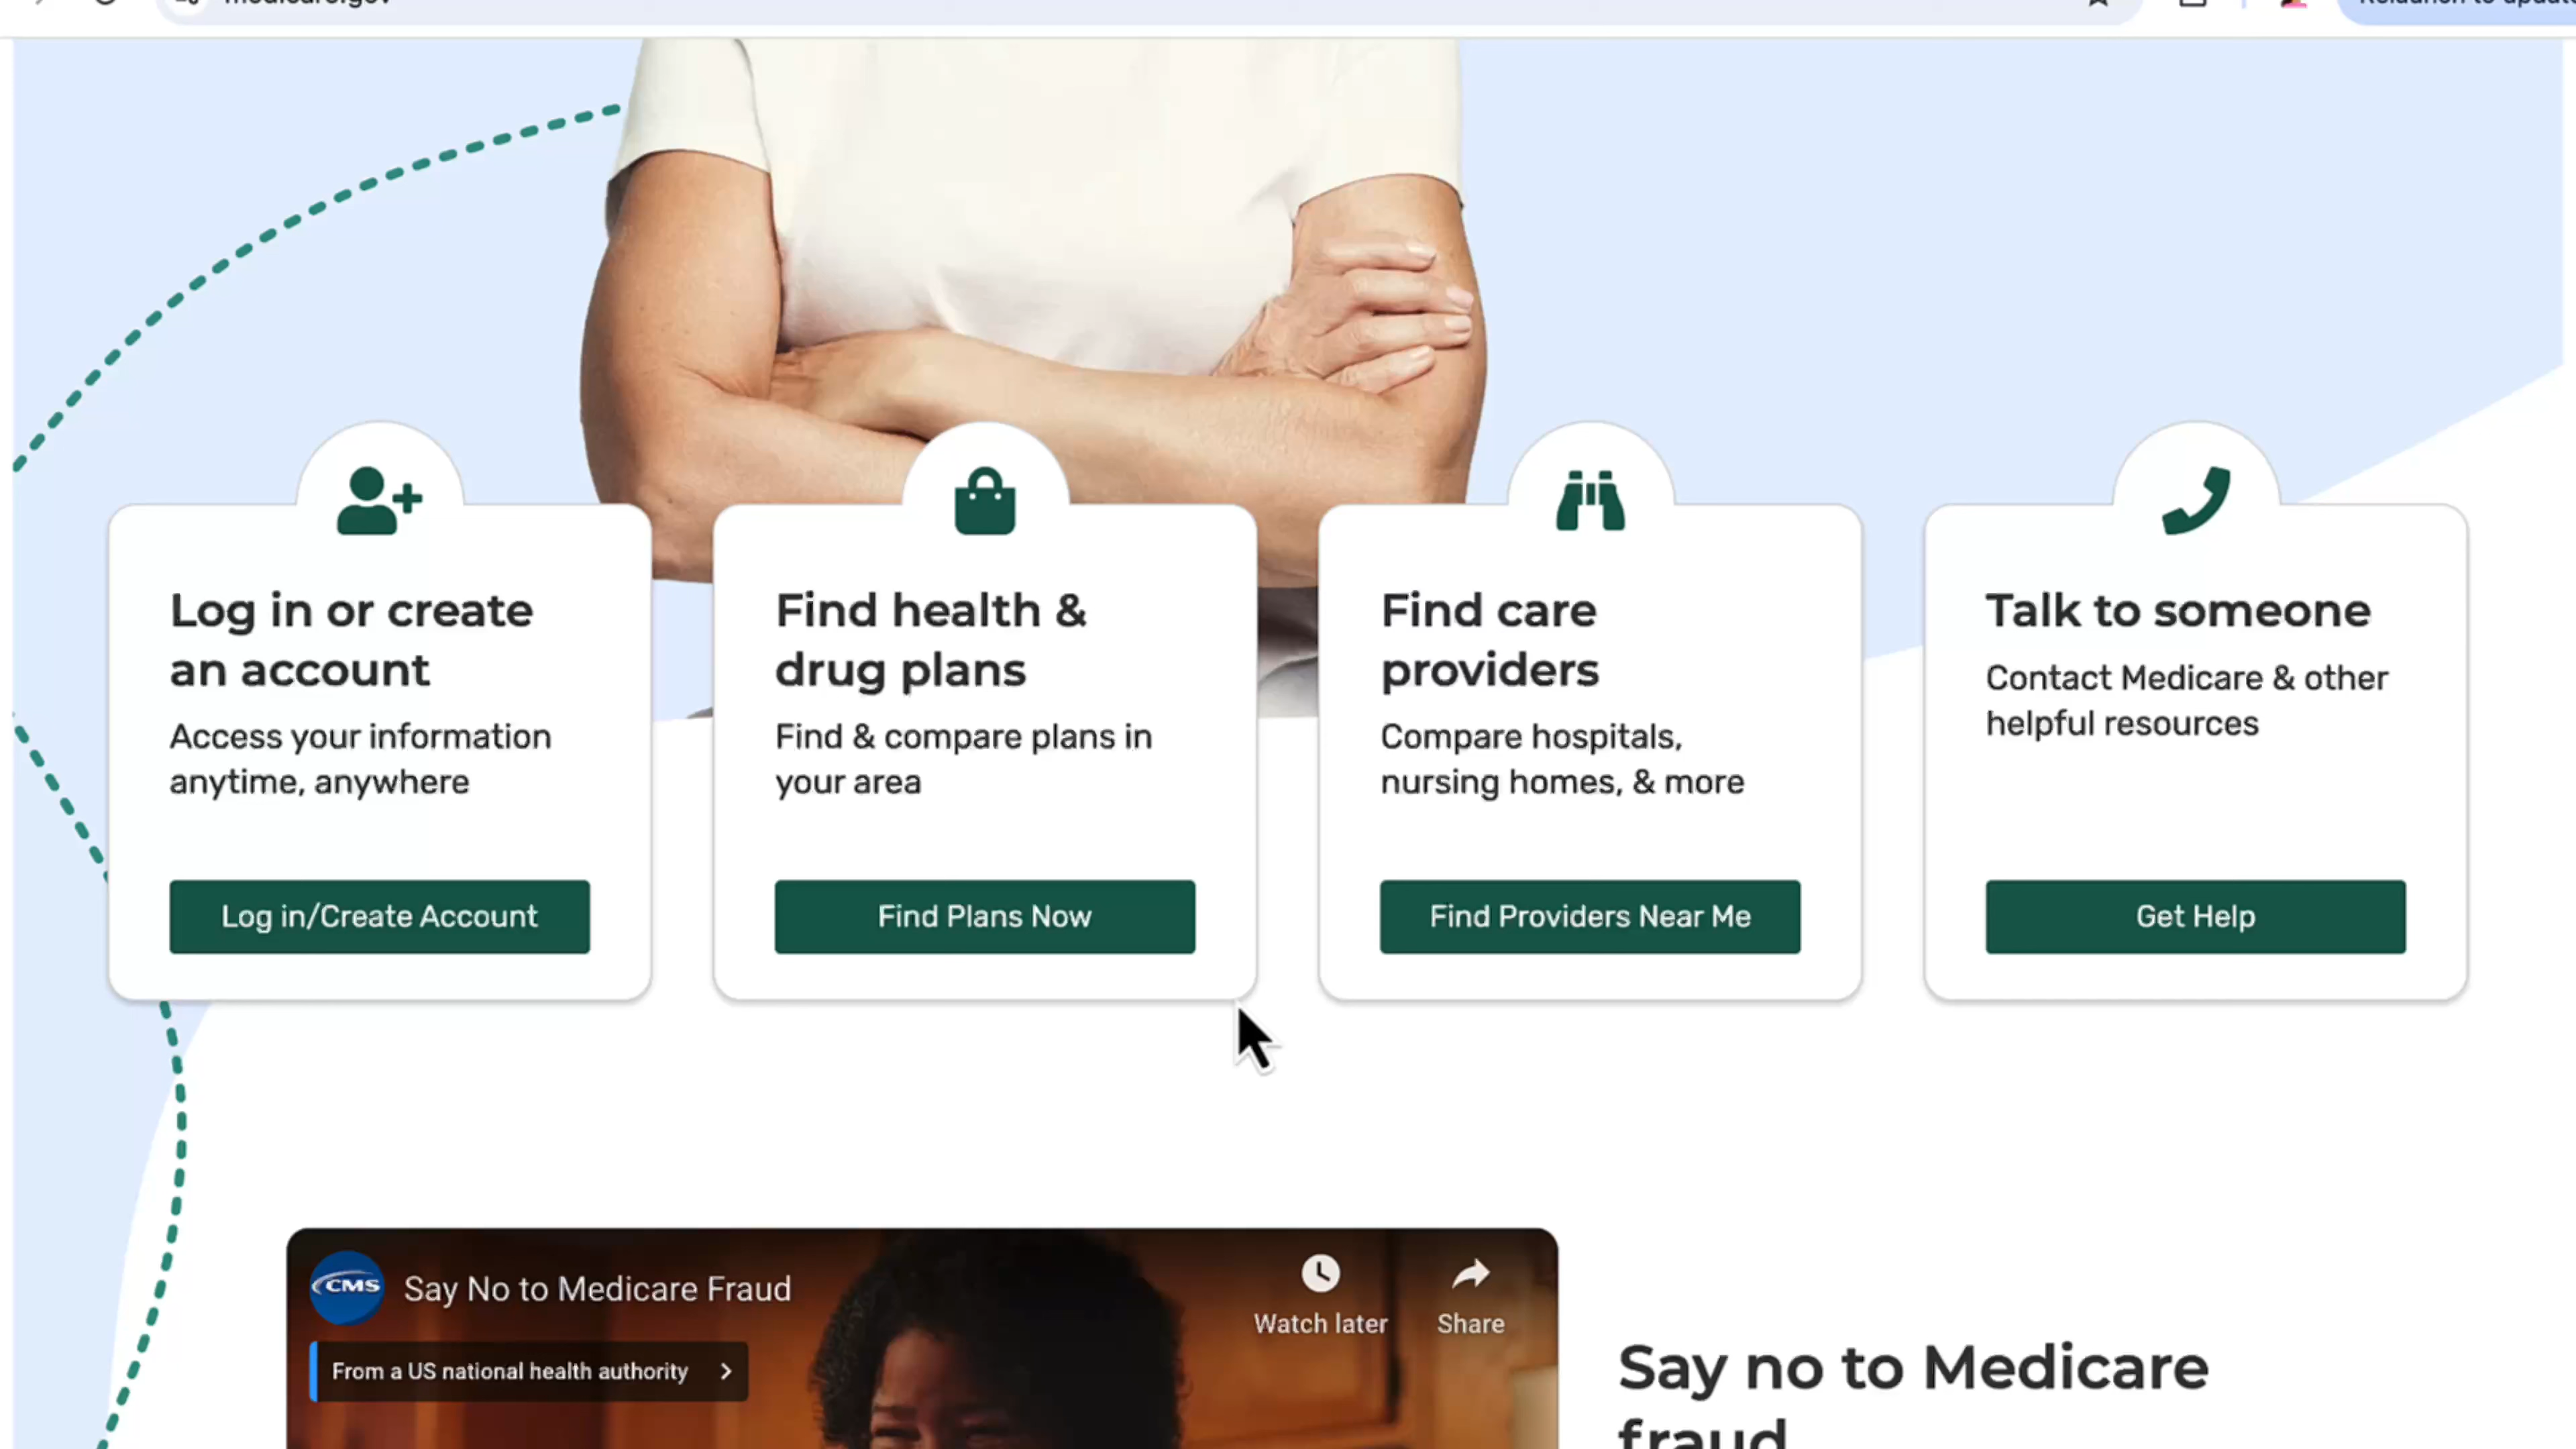 Log in or create
an account
Access your information
anytime, anywhere
Log in/Create Account
Find health &
drug plans
Find & compare plans in
your area
Find Plans Now
Find care
providers
Compare hospitals,
nursing homes, & more
Find Providers Near Me
Talk to someone
Contact Medicare & other
helpful resources
Get Help
CMS
Say No to Medicare Fraud
Watch later
Share
From a US national health authority
Say no to Medicare
fraud